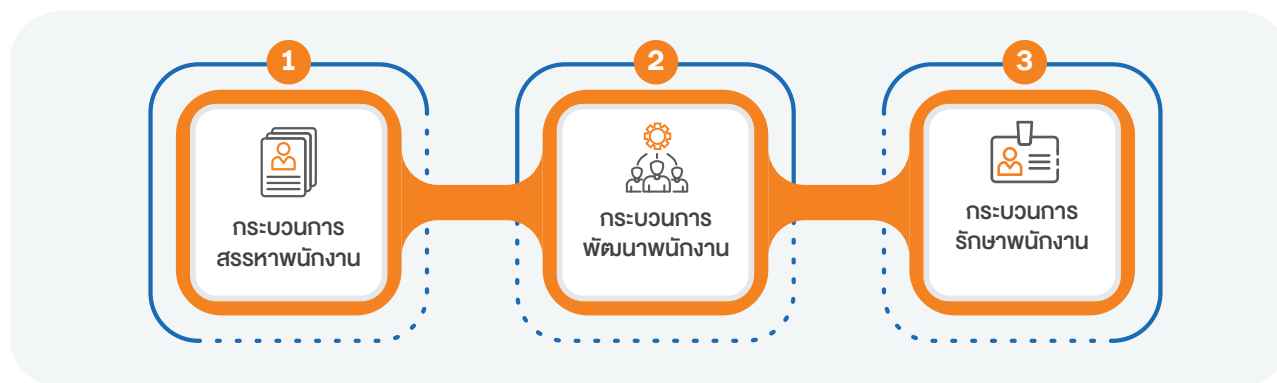 1
กระบวนการ
สรรหาพนักงาน
2
กระบวนการ
พัฒนาพนักงาน
3
กระบวนการ
รักษาพนักงาน